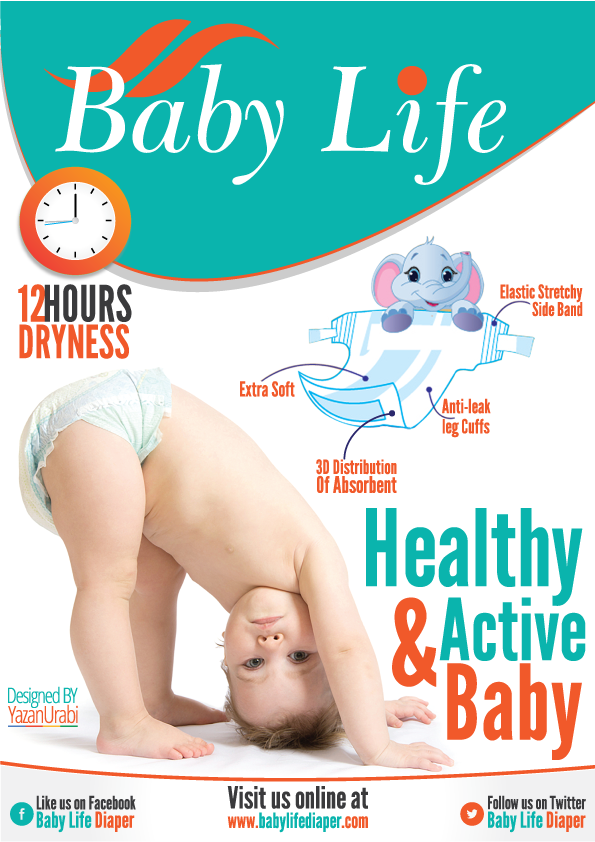 Baby Life
12HOURS
DRYNESS
Elastic Stretchy
Side Band
Extra Soft
Anti-leak
leg Cuffs
3D Distribution
Of Absorbent
Healthy
&Active
Baby
Designed BY
YazanUrabi
f
Like us on Facebook
Baby Life Diaper
Visit us online at
www.babylifediaper.com
Follow us on Twitter
Baby Life Diaper